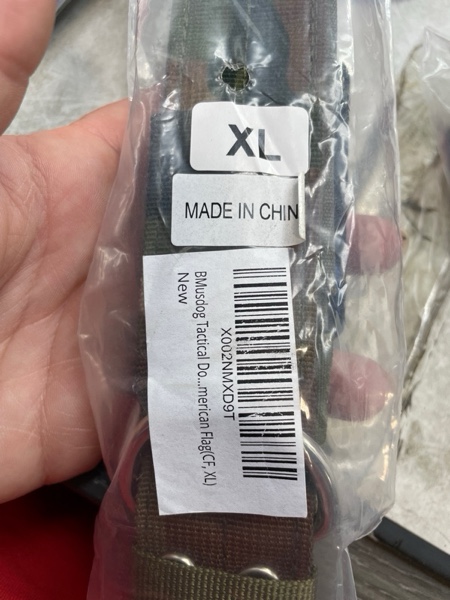 XL
MADE IN CHIN
X002NMXD9T
BMusdog Tactical Do...merican Flag(CF, XL)
New